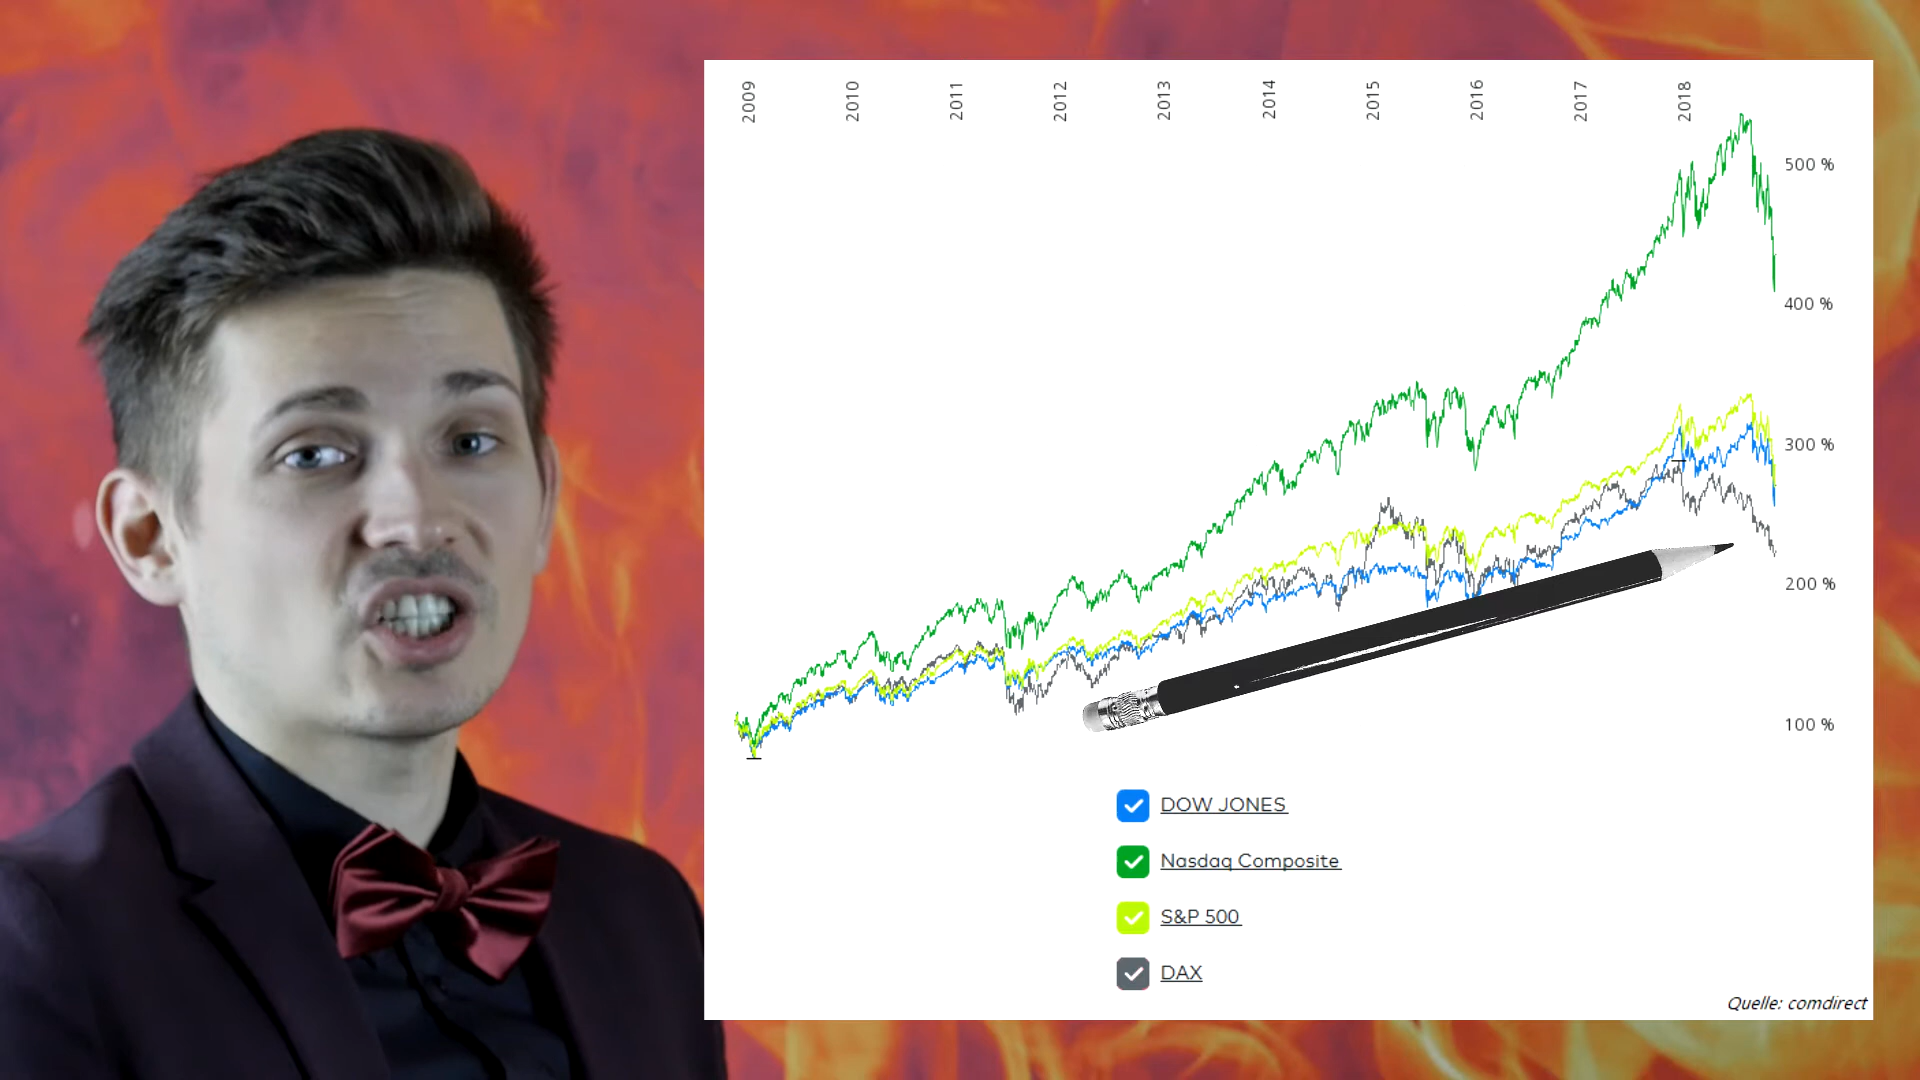 2009 2010 2011 2012 2013 2014 2015 2016 2017 2018
500 %
400 %
300 %
200 %
100 %
DOW JONES
Nasdaq Composite
S&P 500
DAX
Quelle: comdirect